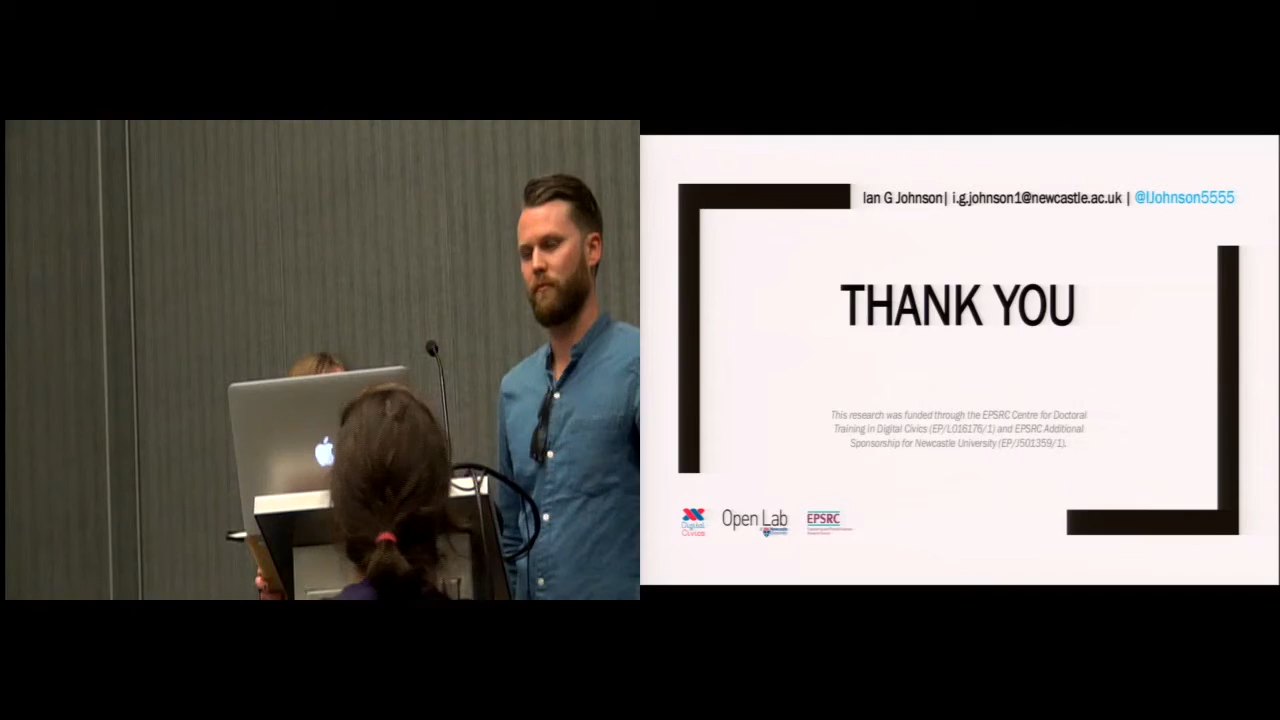 Ian G Johnson| i.g.johnson1@newcastle.ac.uk | @IJohnson5555
THANK YOU
This research was funded through the EPSRC Centre for Doctoral
Training in Digital Civics (EP/L016176/1) and EPSRC Additional
Sponsorship for Newcastle University (EP/J501359/1).
Digital
Civics
Open Lab
EPSRC